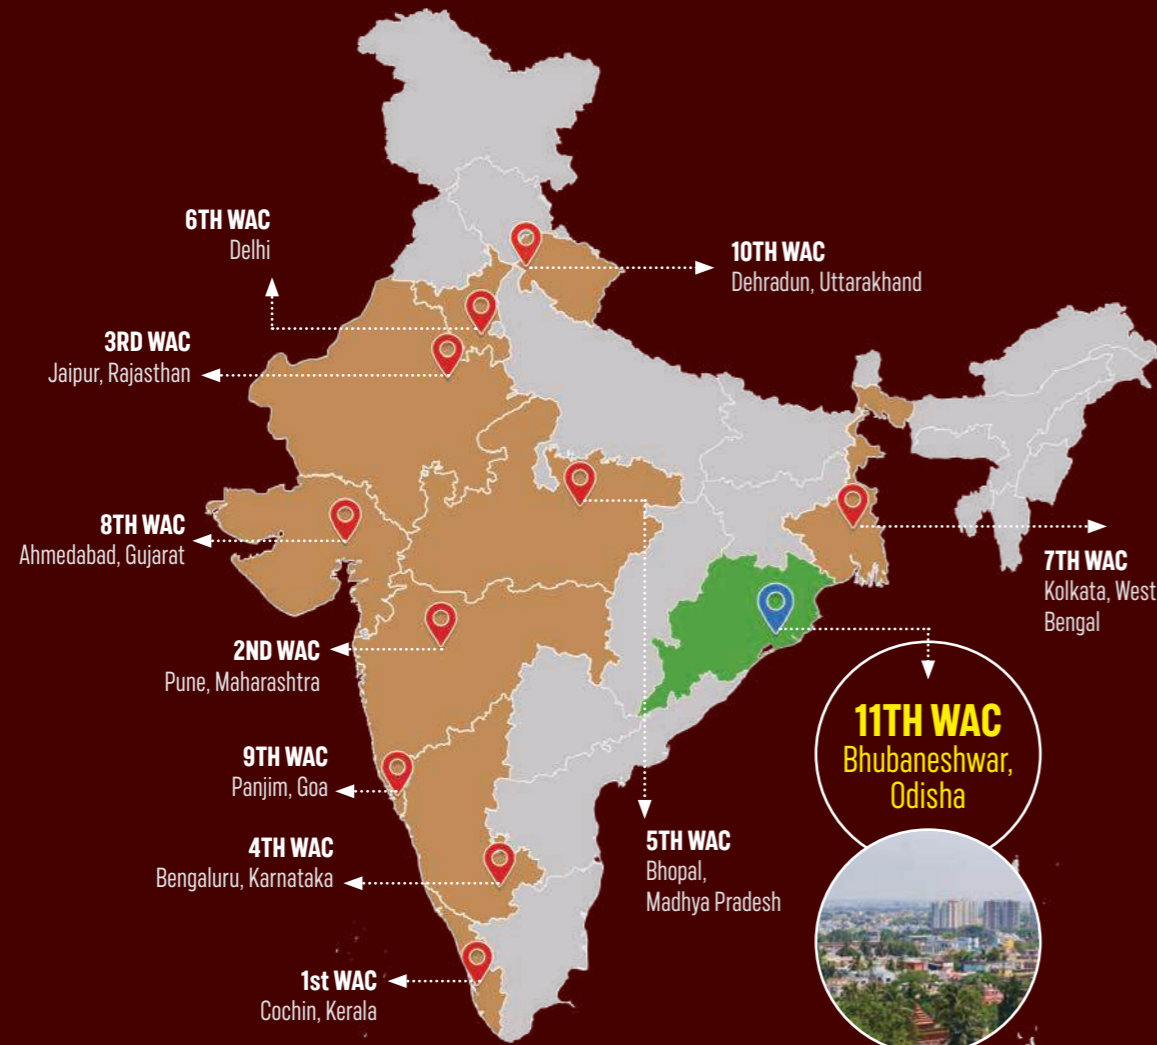 6TH WAC
Delhi
10TH WAC
Dehradun, Uttarakhand
3RD WAC
Jaipur, Rajasthan
8TH WAC
Ahmedabad, Gujarat
7TH WAC
Kolkata, West
Bengal
2ND WAC
Pune, Maharashtra
11TH WAC
Bhubaneshwar,
Odisha
9TH WAC
Panjim, Goa
5TH WAC
Bhopal,
Madhya Pradesh
4TH WAC
Bengaluru, Karnataka
1st WAC
Cochin, Kerala